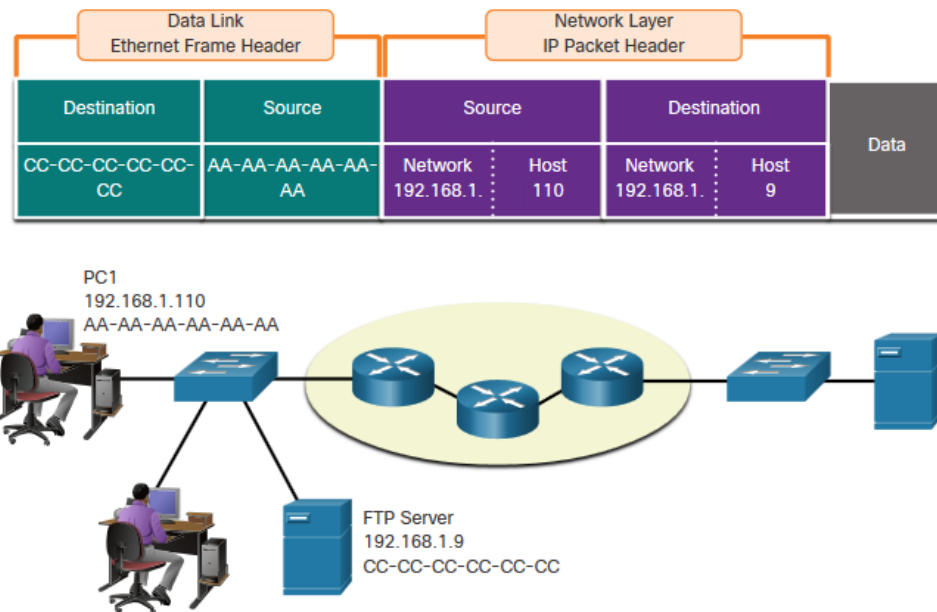 Data Link
Ethernet Frame Header
Network Layer
IP Packet Header
Destination
Source
Source
Destination
Data
CC-CC-CC-CC-CC-
CC
AA-AA-AA-AA-AA-
AA
Network
192.168.1.
Host
110
Network
192.168.1.
Host
9
PC1
192.168.1.110
AA-AA-AA-AA-AA-AA
FTP Server
192.168.1.9
CC-CC-CC-CC-CC-CC